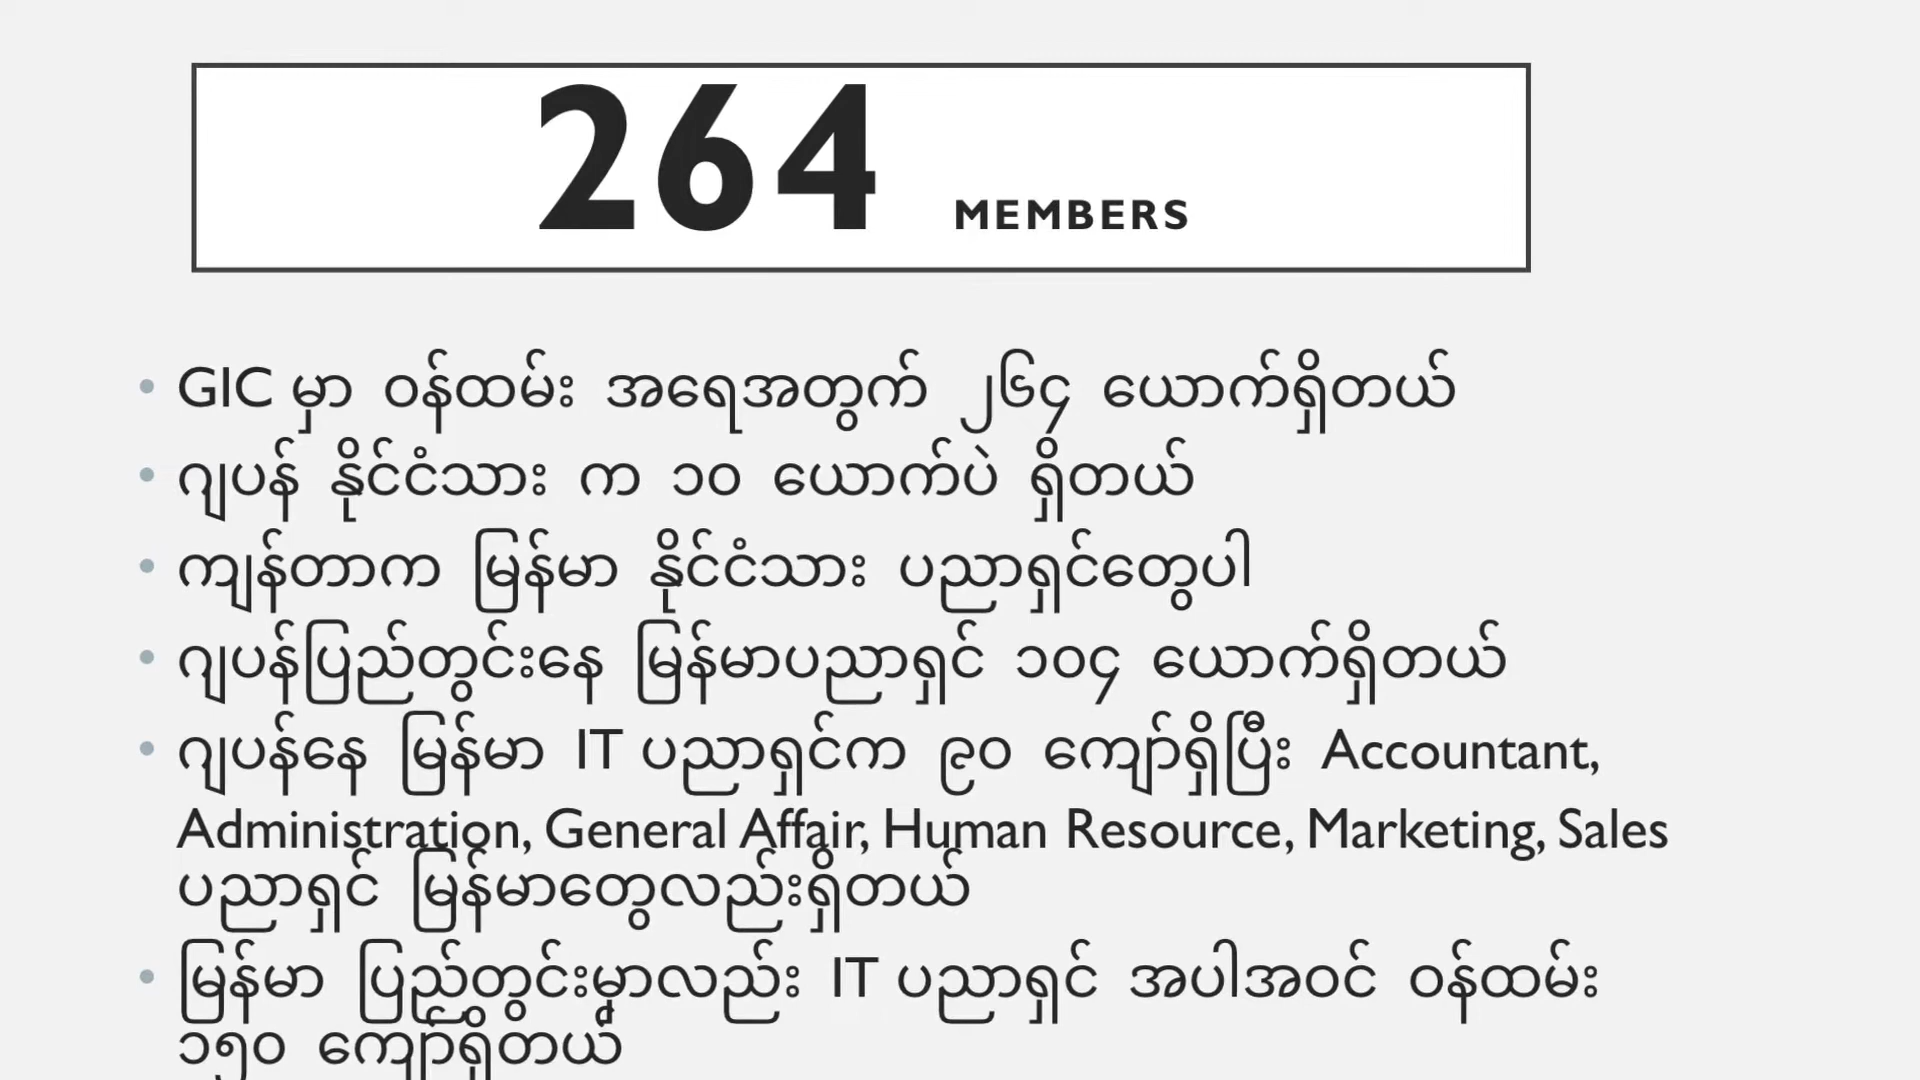 264 MEMBERS
• GIC မှာ ဝန်ထမ်း အရေအတွက် ၂၆၄ ယောက်ရှိတယ်
• ဂျပန် နိုင်ငံသား က ၁၀ ယောက်ပဲ ရှိတယ်
• ကျန်တာက မြန်မာ နိုင်ငံသား ပညာရှင်တွေပါ
• ဂျပန်ပြည်တွင်းနေ မြန်မာပညာရှင် ၁၀၄ ယောက်ရှိတယ်
• ဂျပန်နေ မြန်မာ IT ပညာရှင်က ၉၀ ကျော်ရှိပြီး Accountant,
Administration, General Affair, Human Resource, Marketing, Sales
ပညာရှင် မြန်မာတွေလည်းရှိတယ်
• မြန်မာ ပြည်တွင်းမှာလည်း IT ပညာရှင် အပါအဝင် ဝန်ထမ်း
၁၅၀ ကျော်ရှိတယ်